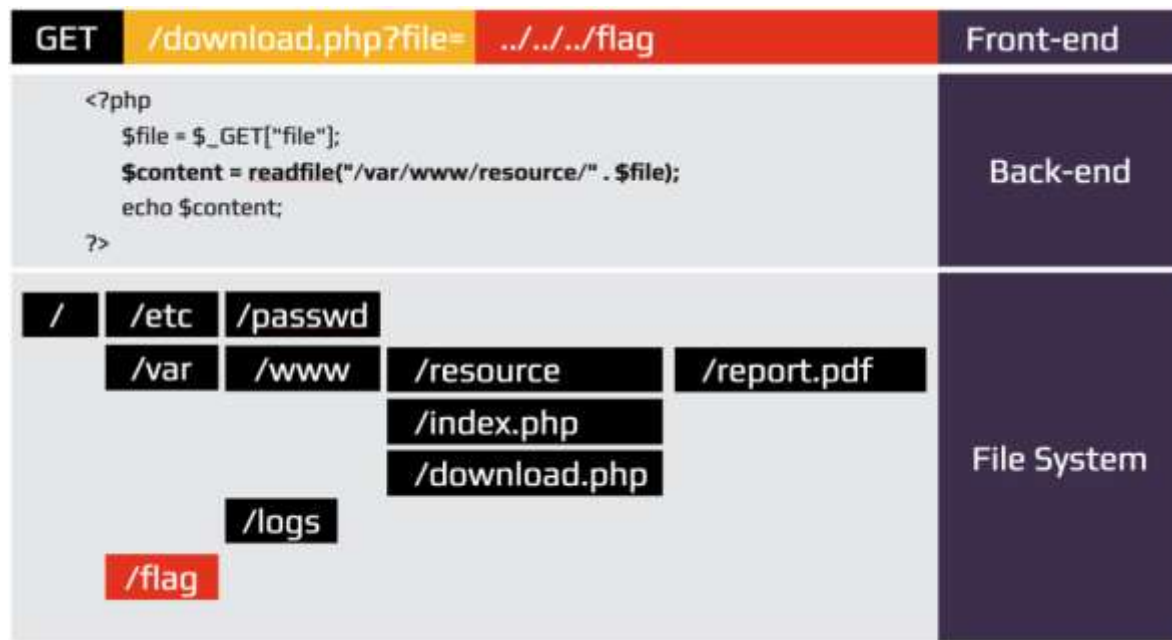 GET /download.php?file= ../../../flag Front-end
<?php
$file = $_GET["file"];
$content = readfile("/var/www/resource/" . $file);
echo $content;
?>
Back-end
/ /etc /passwd
/var /www /resource /report.pdf
/index.php
/download.php
/logs
/flag
File System